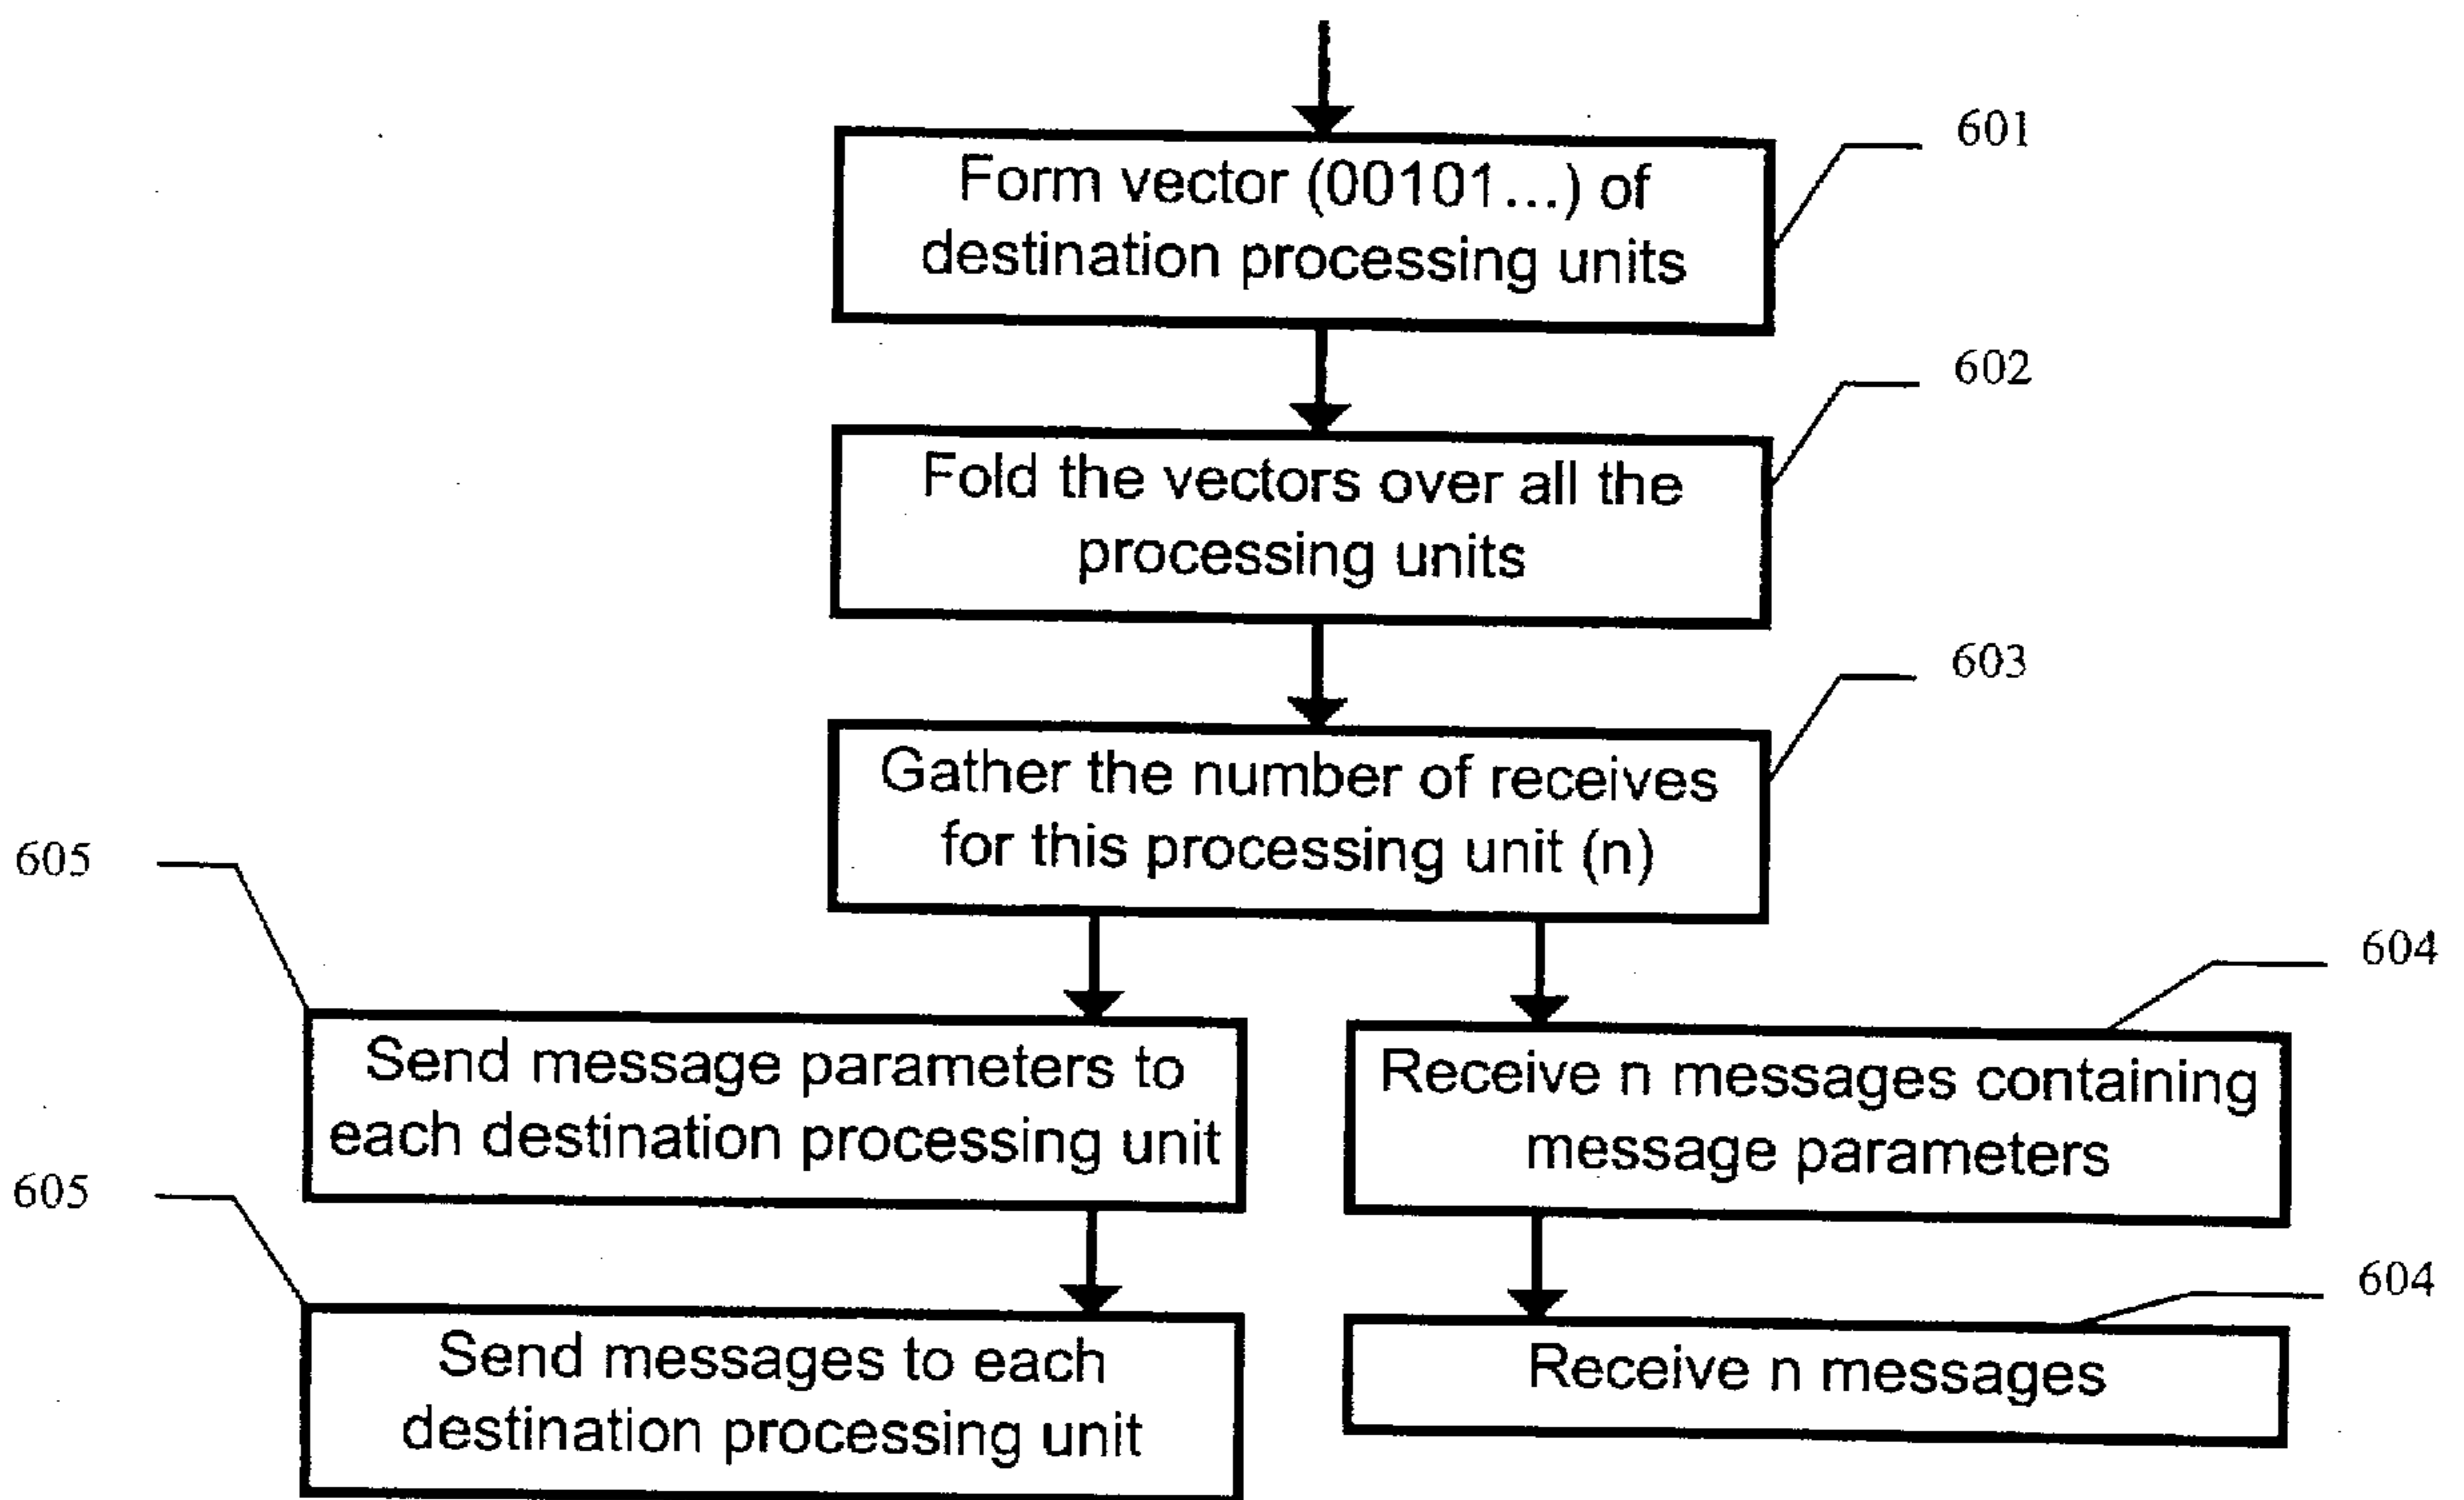 601
Form vector (00101...) of
destination processing units
602
Fold the vectors over all the
processing units
603
Gather the number of receives
for this processing unit (n)
605
604
Send message parameters to
each destination processing unit
Receive n messages containing
message parameters
605
604
Send messages to each
destination processing unit
Receive n messages